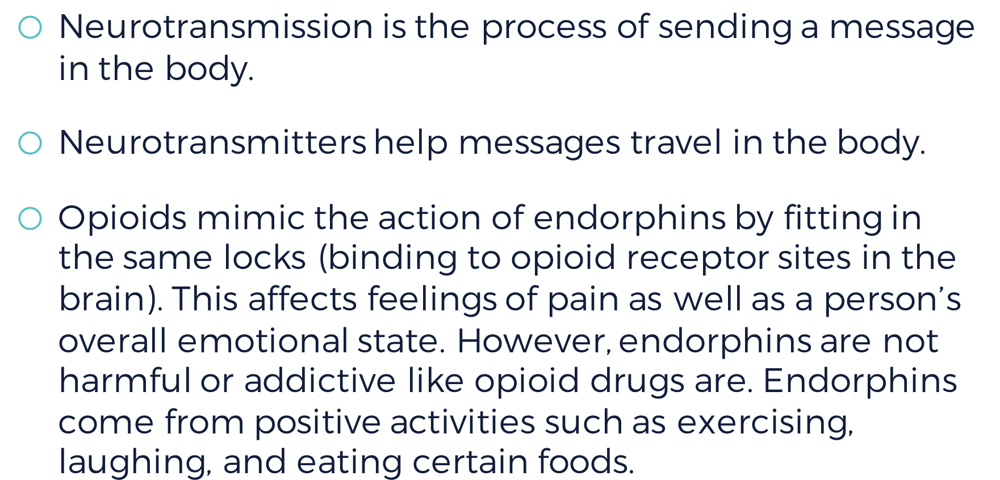 Neurotransmission is the process of sending a message
in the body.
Neurotransmitters help messages travel in the body.
Opioids mimic the action of endorphins by fitting in
the same locks (binding to opioid receptor sites in the
brain). This affects feelings of pain as well as a person’s
overall emotional state. However, endorphins are not
harmful or addictive like opioid drugs are. Endorphins
come from positive activities such as exercising,
laughing, and eating certain foods.